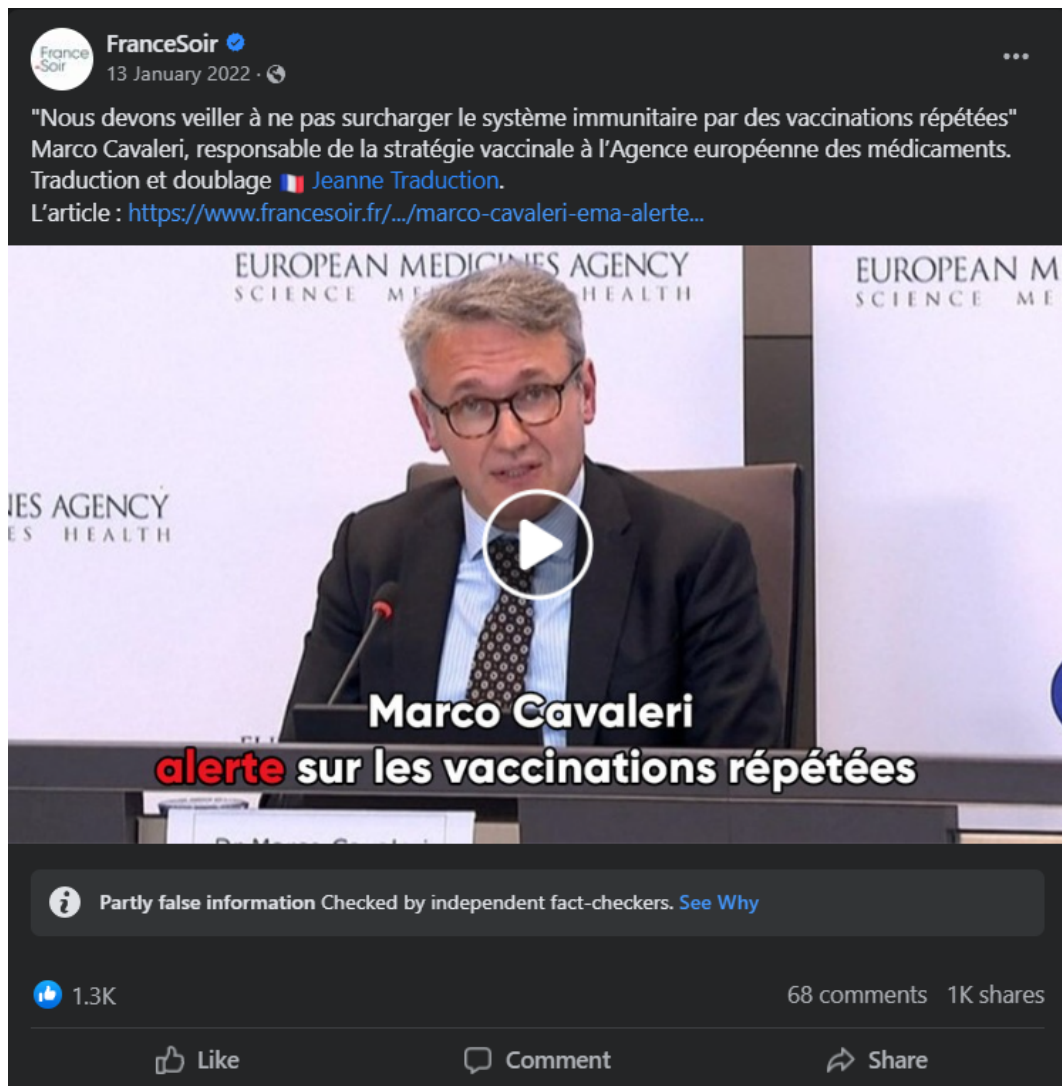 FranceSoir
France
-Soir
13 January 2022 ·
"Nous devons veiller à ne pas surcharger le système immunitaire par des vaccinations répétées"
Marco Cavaleri, responsable de la stratégie vaccinale à l'Agence européenne des médicaments.
Traduction et doublage 🇫🇷 Jeanne Traduction.
L'article : https://www.francesoir.fr/.../marco-cavaleri-ema-alerte...
EUROPEAN MEDICINES AGENCY
SCIENCE ME HEALTH
EUROPEAN M
SCIENCE ME
NES AGENCY
ES HEALTH
Marco Cavaleri
alerte sur les vaccinations répétées
Partly false information Checked by independent fact-checkers. See Why
1.3K
68 comments 1K shares
Like Comment Share